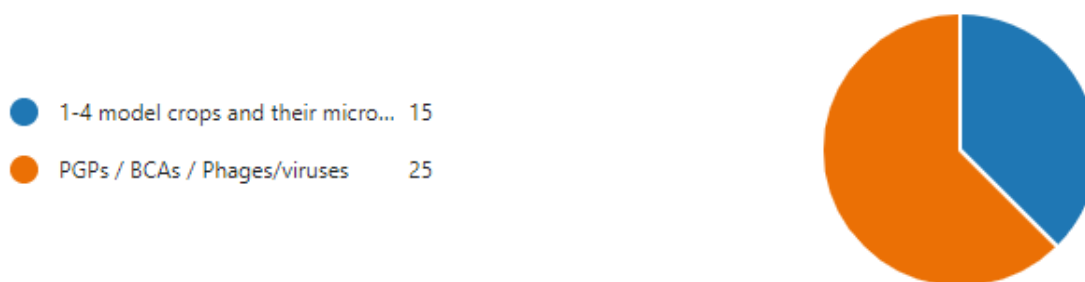 1-4 model crops and their micro... 15
PGPs / BCAs / Phages/viruses 25